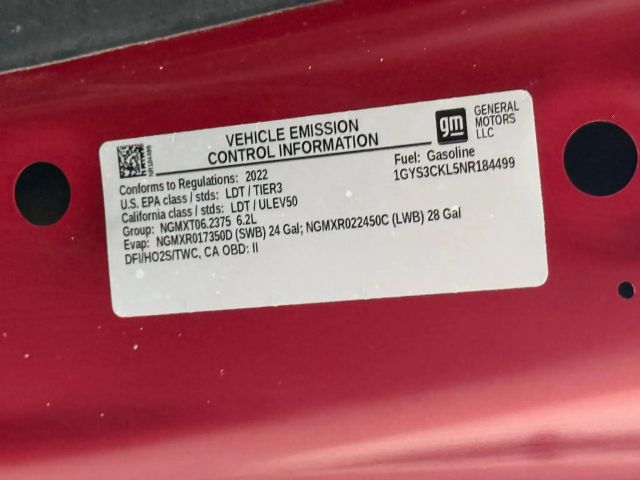 VEHICLE EMISSION
CONTROL INFORMATION
gm
GENERAL
MOTORS
LLC
NR184499
Conforms to Regulations: 2022
U.S. EPA class / stds: LDT / TIER3
California class / stds: LDT / ULEV50
Group: NGMXT06.2375 6.2L
Evap: NGMXR017350D (SWB) 24 Gal; NGMXR022450C (LWB) 28 Gal
DFI/HO2S/TWC, CA OBD: II
Fuel: Gasoline
1GYS3CKL5NR184499